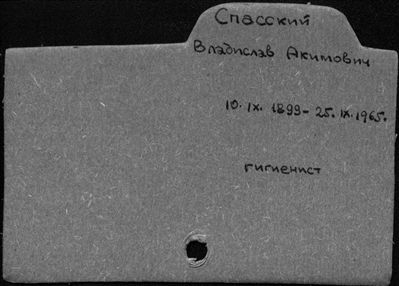 Спасский
Владислав Акимович
10.IX.1899-25.IX.1965.
гигиенист